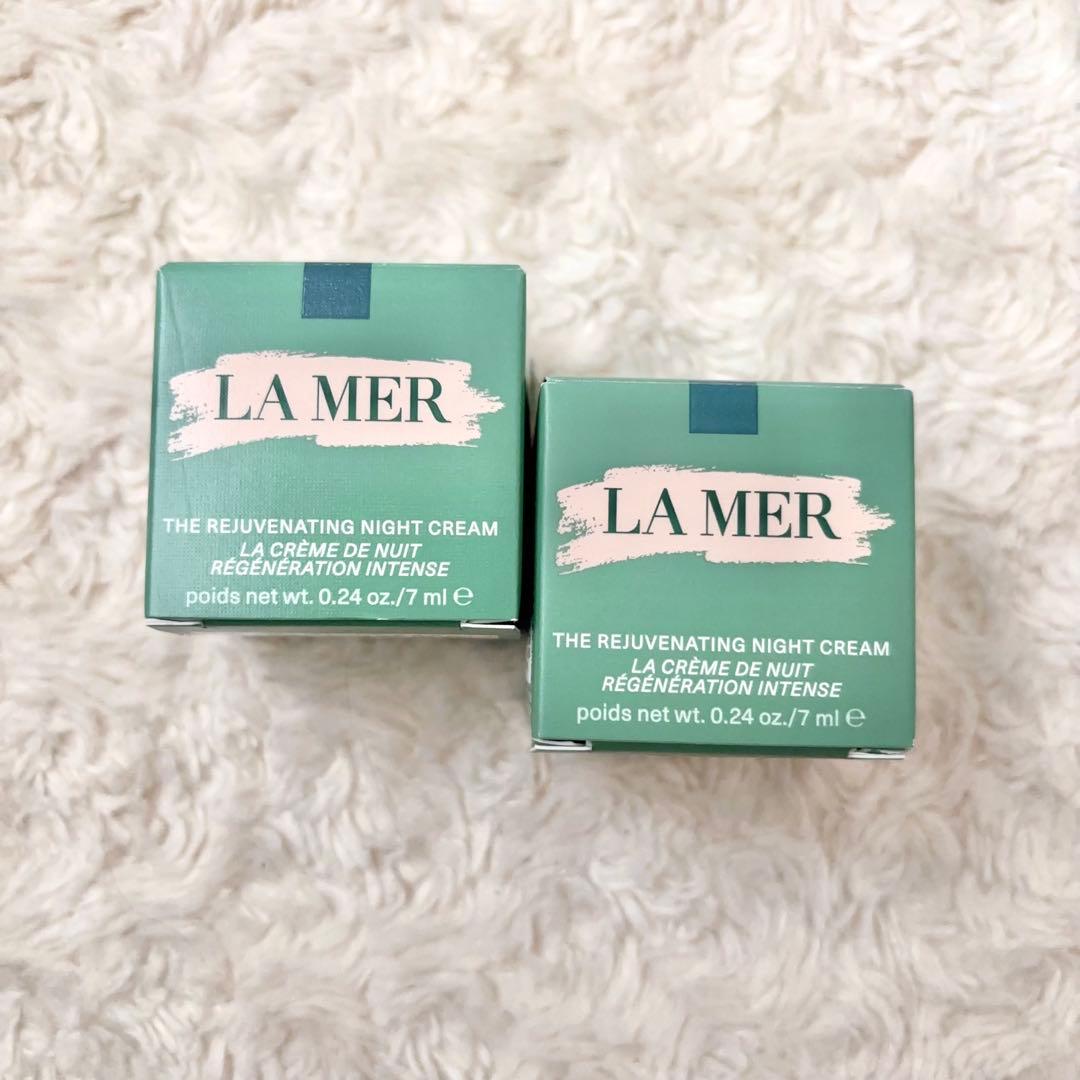 LA MER
THE REJUVENATING NIGHT CREAM
LA CRÈME DE NUIT
RÉGÉNÉRATION INTENSE
poids net wt. 0.24 oz./7 ml ℮
LA MER
THE REJUVENATING NIGHT CREAM
LA CRÈME DE NUIT
RÉGÉNÉRATION INTENSE
poids net wt. 0.24 oz./7 ml ℮